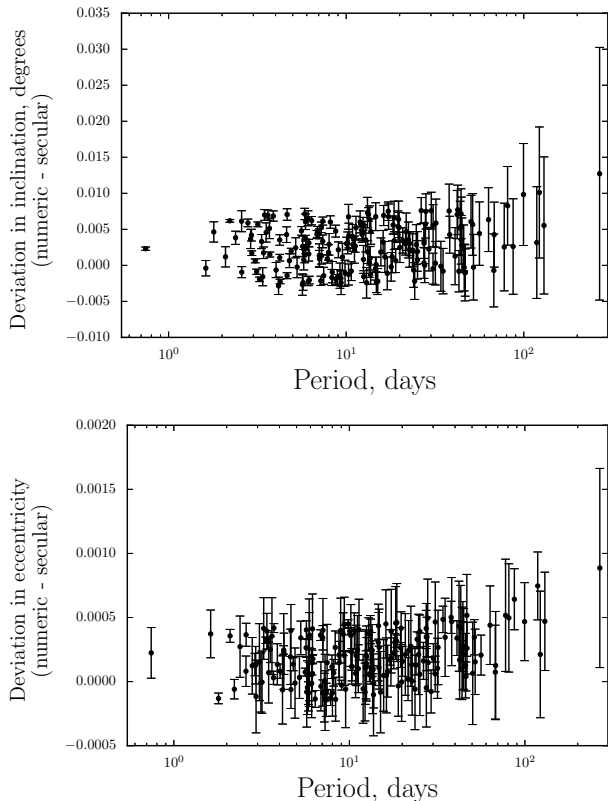 0.035
0.030
0.025
0.020
0.015
0.010
0.005
0.000
−0.005
−0.010
Deviation in inclination, degrees
(numeric - secular)
10^0 10^1 10^2
Period, days
0.0020
0.0015
0.0010
0.0005
0.0000
−0.0005
Deviation in eccentricity
(numeric - secular)
10^0 10^1 10^2
Period, days